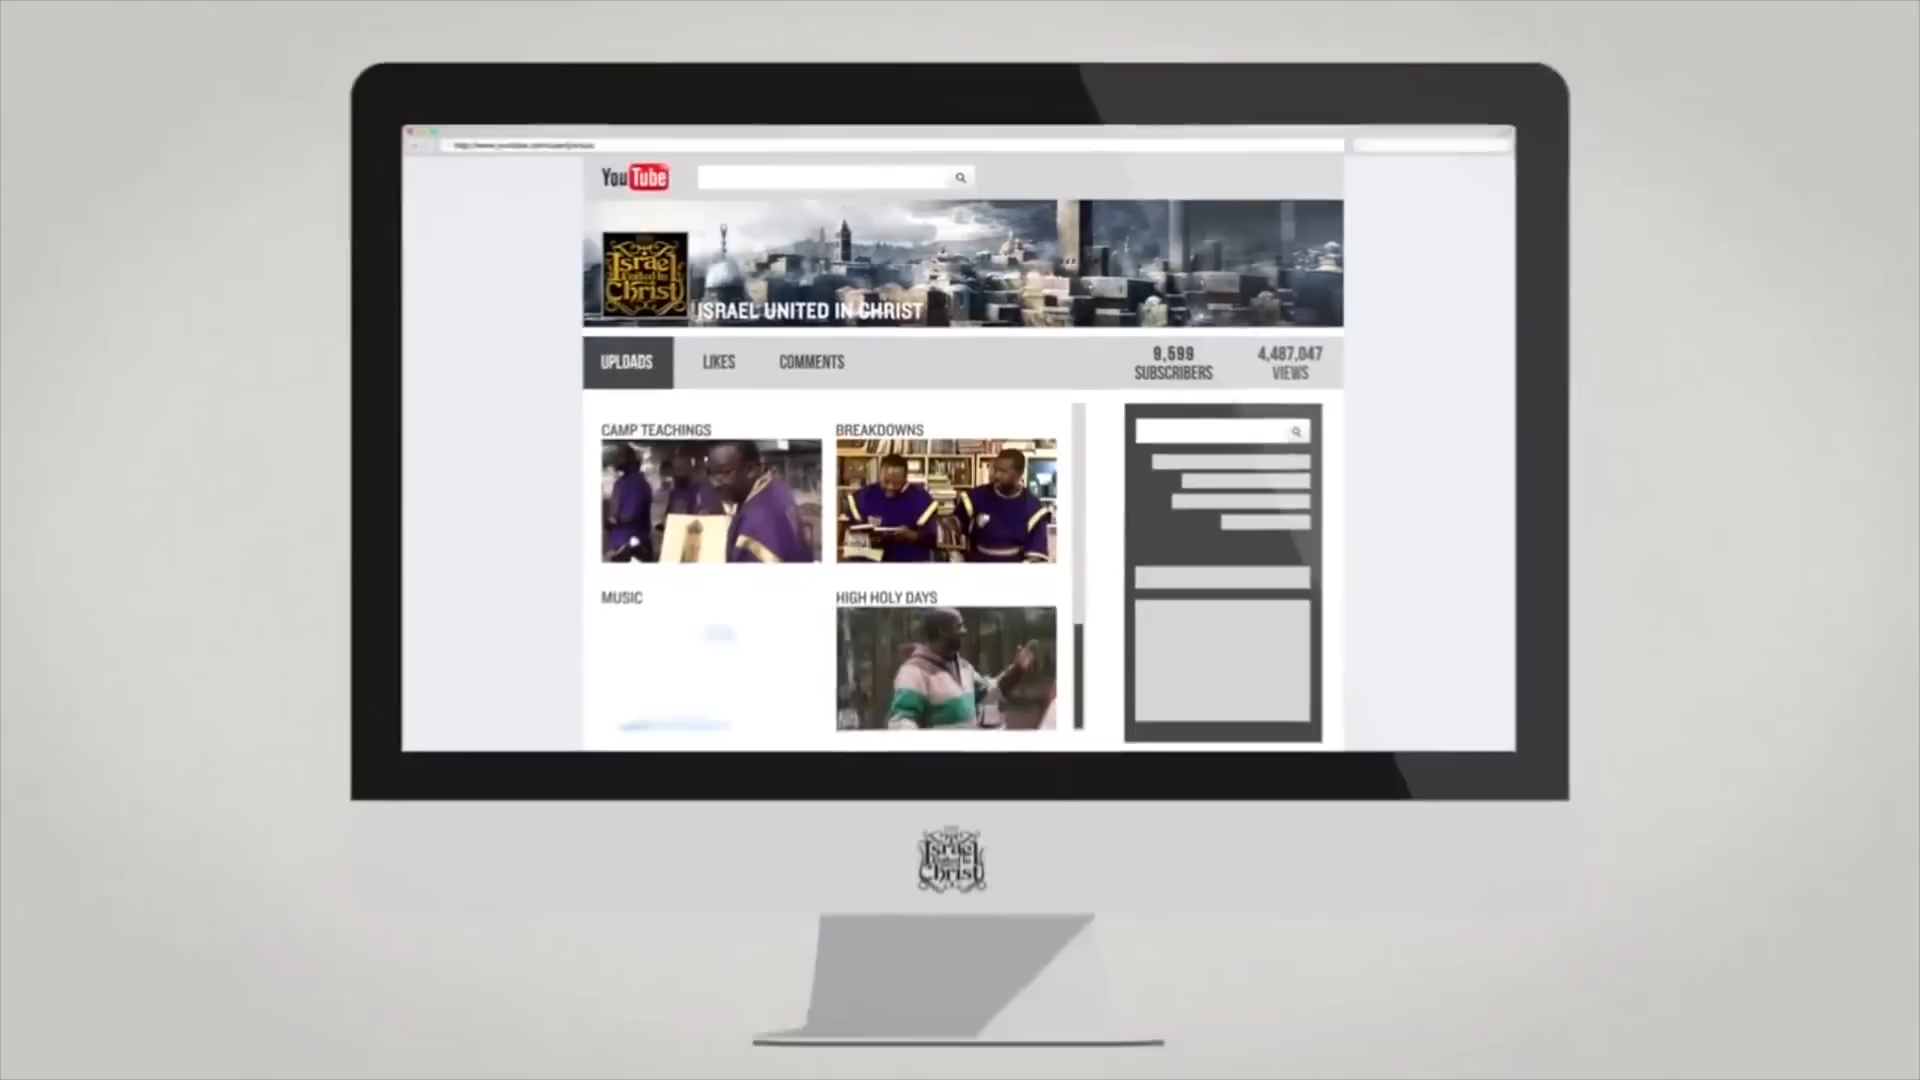 YouTube
Israel
United In
Christ
ISRAEL UNITED IN CHRIST
UPLOADS
LIKES
COMMENTS
9,599
SUBSCRIBERS
4,487,047
VIEWS
CAMP TEACHINGS
BREAKDOWNS
MUSIC
HIGH HOLY DAYS
Israel
United In
Christ